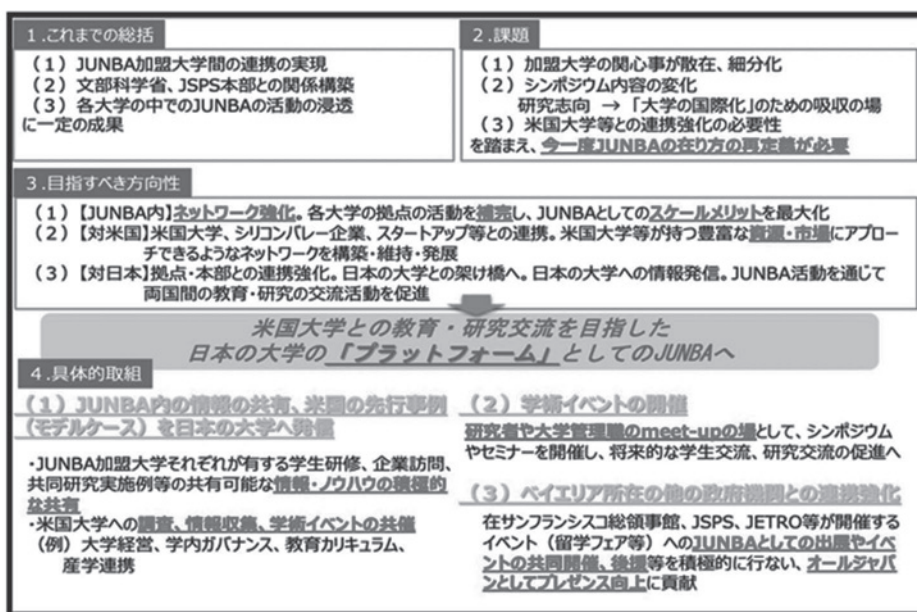 1.これまでの総括
(1)JUNBA加盟大学間の連携の実現
(2)文部科学省、JSPS本部との関係構築
(3)各大学の中でのJUNBAの活動の浸透
に一定の成果
2.課題
(1)加盟大学の関心事が散在、細分化
(2)シンポジウム内容の変化
研究志向 → 「大学の国際化」のための吸収の場
(3)米国大学等との連携強化の必要性
を踏まえ、今一度JUNBAの在り方の再定義が必要
3.目指すべき方向性
(1)【JUNBA内】ネットワーク強化。各大学の拠点の活動を補完し、JUNBAとしてのスケールメリットを最大化
(2)【対米国】米国大学、シリコンバレー企業、スタートアップ等との連携。米国大学等が持つ豊富な資源・市場にアプロー
チできるようなネットワークを構築・維持・発展
(3)【対日本】拠点・本部との連携強化。日本の大学との架け橋へ。日本の大学への情報発信。JUNBA活動を通じて
両国間の教育・研究の交流活動を促進
米国大学との教育・研究交流を目指した
日本の大学の「プラットフォーム」としてのJUNBAへ
4.具体的取組
(1)JUNBA内の情報の共有、米国の先行事例
(モデルケース)を日本の大学へ発信
・JUNBA加盟大学それぞれが有する学生研修、企業訪問、
共同研究実施例等の共有可能な情報・ノウハウの積極的
な共有
・米国大学への調査、情報収集、学術イベントの共催
(例)大学経営、学内ガバナンス、教育カリキュラム、
産学連携
(2)学術イベントの開催
研究者や大学管理職のmeet-upの場として、シンポジウム
やセミナーを開催し、将来的な学生交流、研究交流の促進へ
(3)ベイエリア所在の他の政府機関との連携強化
在サンフランシスコ総領事館、JSPS、JETRO等が開催する
イベント(留学フェア等)へのJUNBAとしての出展やイベ
ントの共同開催、後援等を積極的に行ない、オールジャパ
ンとしてプレゼンス向上に貢献